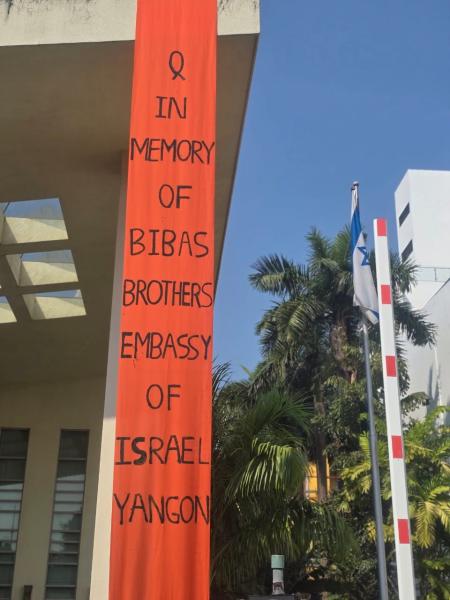 IN
MEMORY
OF
BIBAS
BROTHERS
EMBASSY
OF
ISRAEL
YANGON